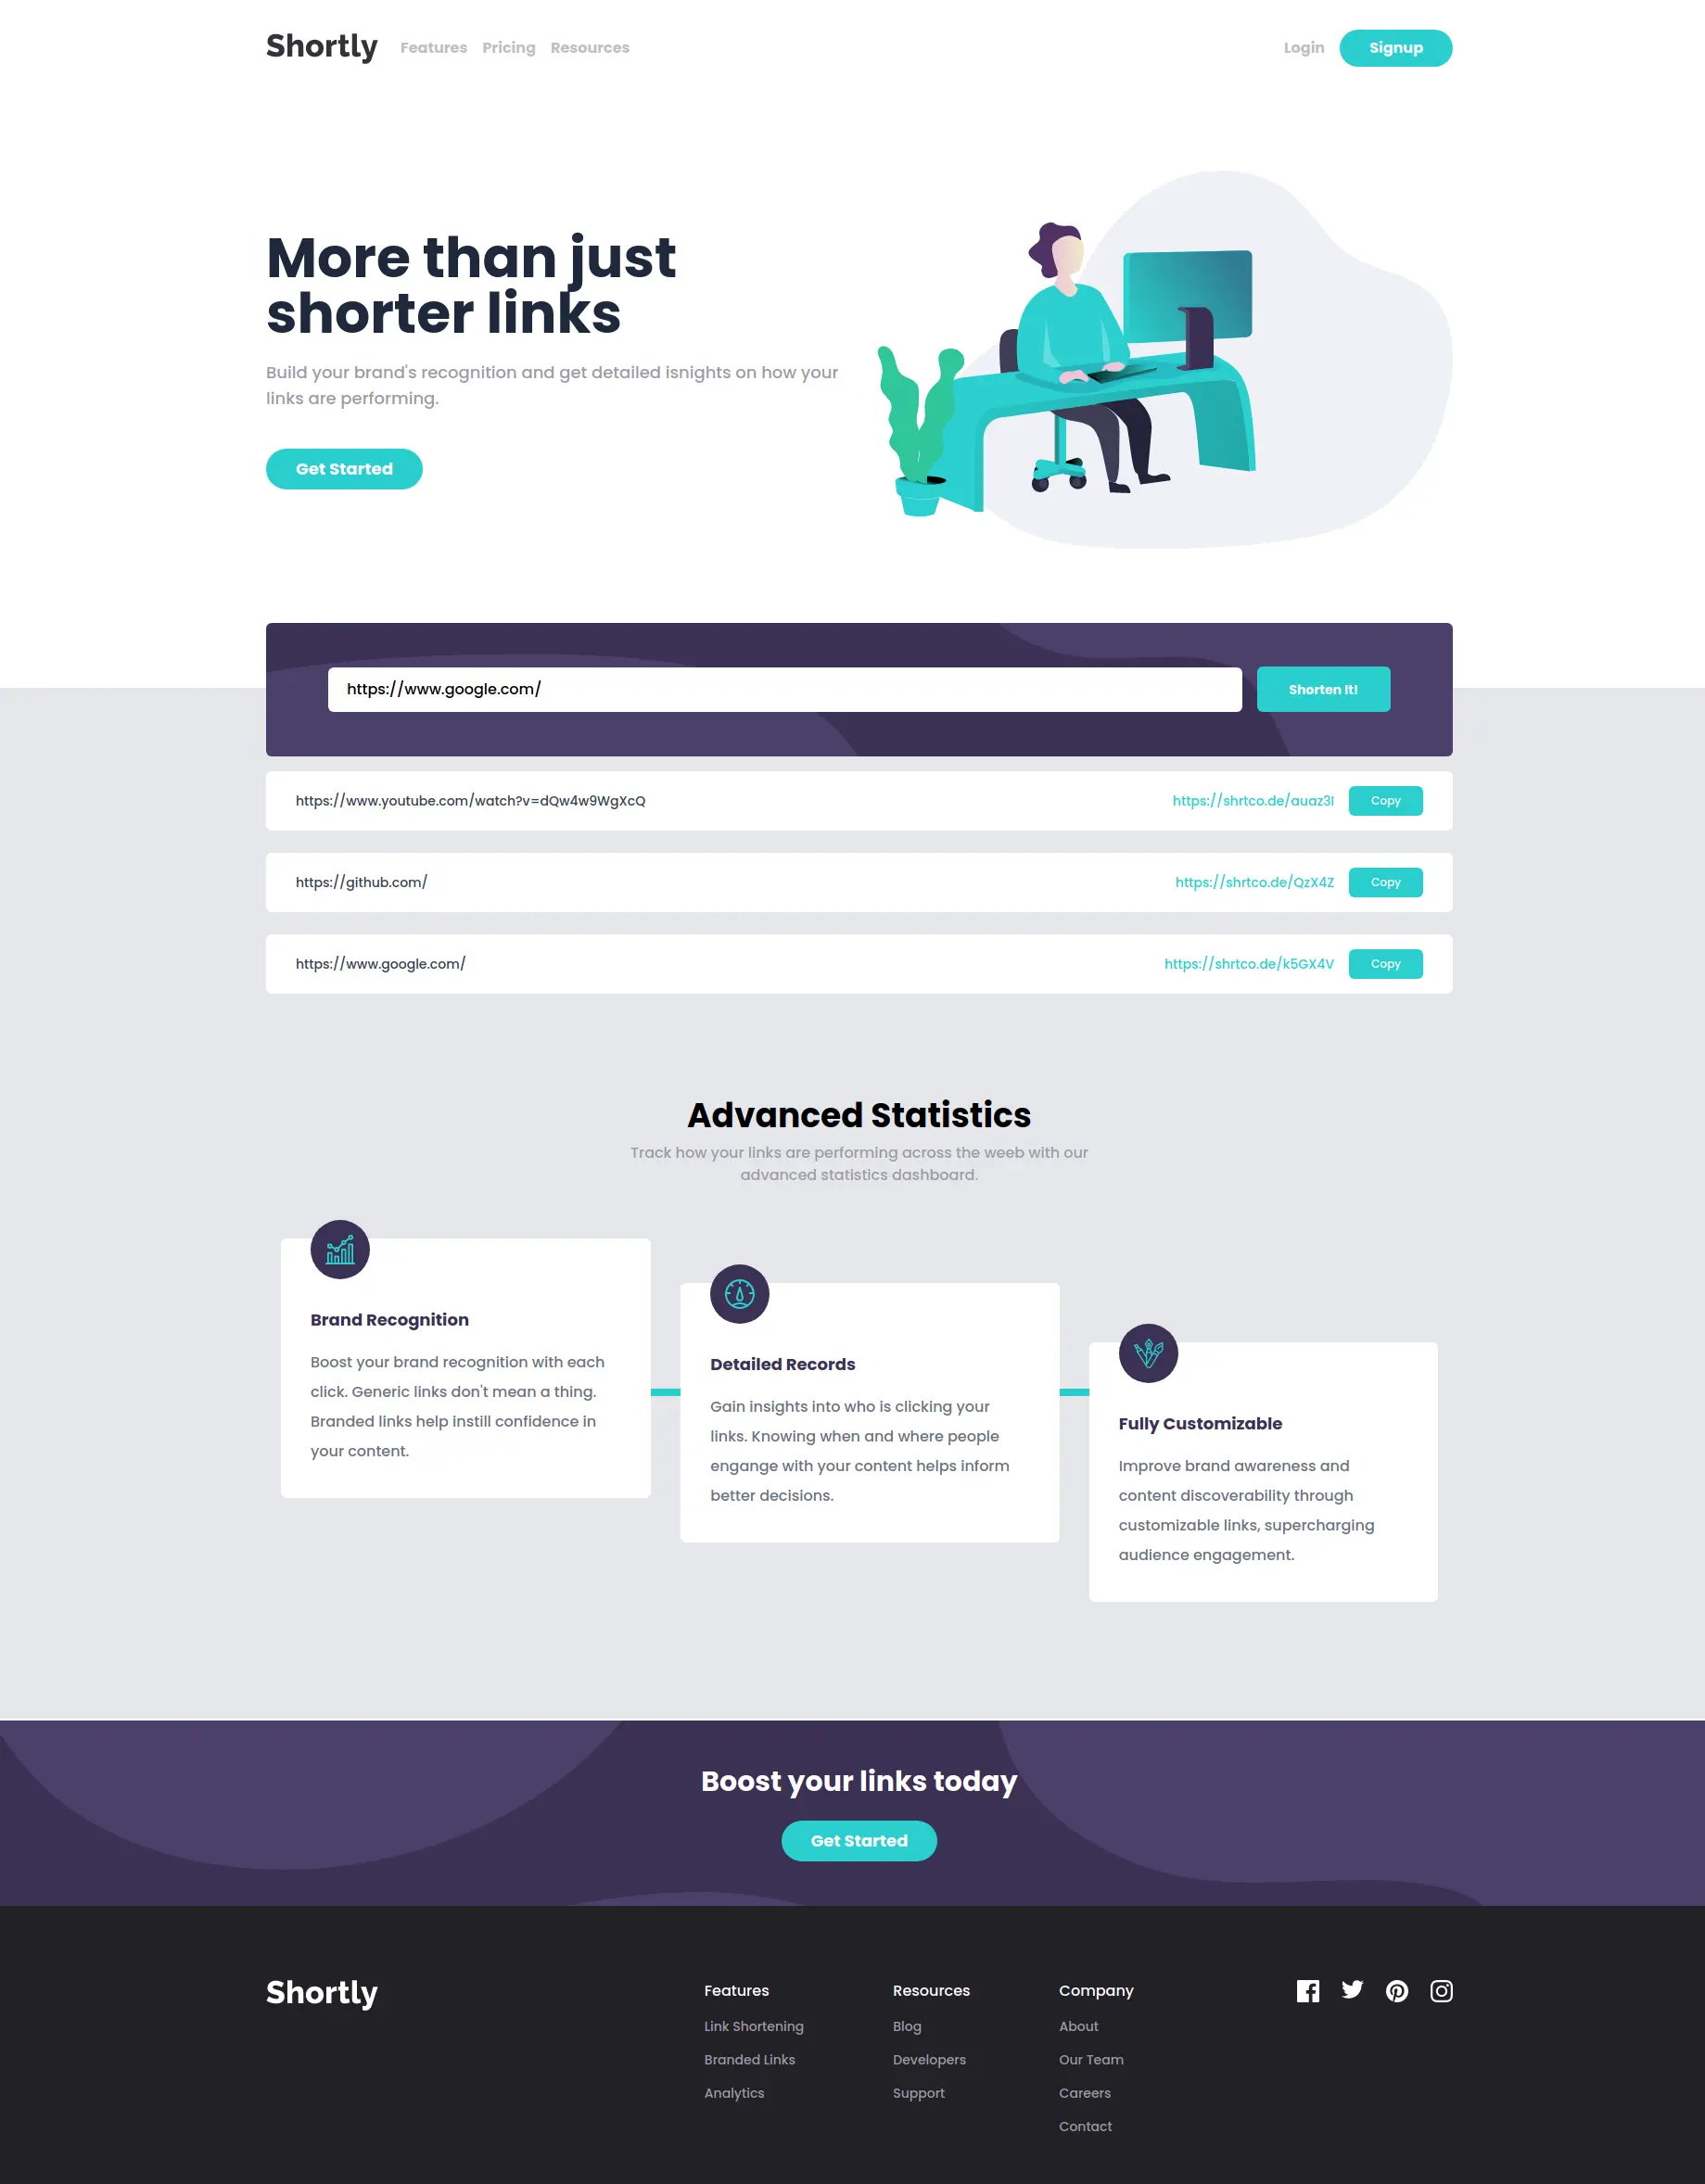 Shortly
Features
Pricing
Resources
Login
Signup
More than just
shorter links
Build your brand's recognition and get detailed isnights on how your
links are performing.
Get Started
https://www.google.com/
Shorten It!
https://www.youtube.com/watch?v=dQw4w9WgXcQ
https://shrtco.de/auaz3I
Copy
https://github.com/
https://shrtco.de/QzX4Z
Copy
https://www.google.com/
https://shrtco.de/k5GX4V
Copy
Advanced Statistics
Track how your links are performing across the weeb with our
advanced statistics dashboard.
Brand Recognition
Boost your brand recognition with each
click. Generic links don't mean a thing.
Branded links help instill confidence in
your content.
Detailed Records
Gain insights into who is clicking your
links. Knowing when and where people
engange with your content helps inform
better decisions.
Fully Customizable
Improve brand awareness and
content discoverability through
customizable links, supercharging
audience engagement.
Boost your links today
Get Started
Shortly
Features
Link Shortening
Branded Links
Analytics
Resources
Blog
Developers
Support
Company
About
Our Team
Careers
Contact